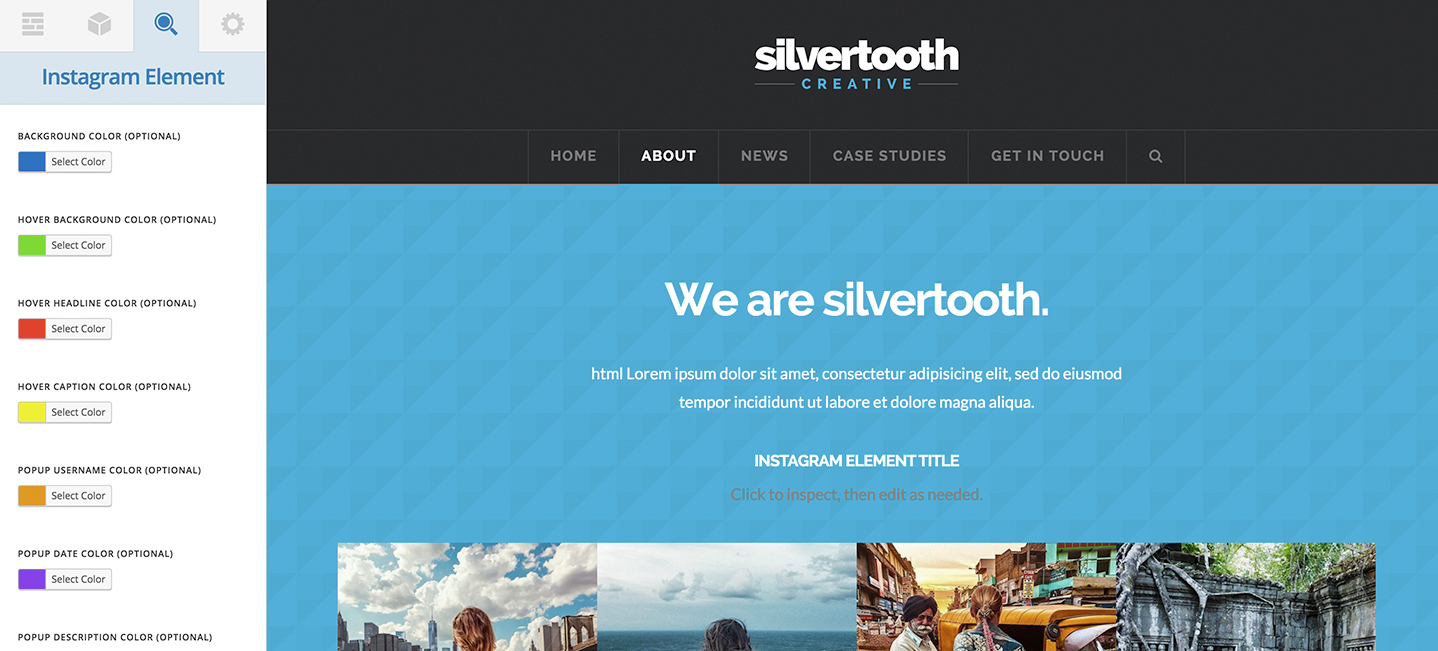 Instagram Element
BACKGROUND COLOR (OPTIONAL)
Select Color
HOVER BACKGROUND COLOR (OPTIONAL)
Select Color
HOVER HEADLINE COLOR (OPTIONAL)
Select Color
HOVER CAPTION COLOR (OPTIONAL)
Select Color
POPUP USERNAME COLOR (OPTIONAL)
Select Color
POPUP DATE COLOR (OPTIONAL)
Select Color
POPUP DESCRIPTION COLOR (OPTIONAL)
silvertooth
CREATIVE
HOME ABOUT NEWS CASE STUDIES GET IN TOUCH
We are silvertooth.
html Lorem ipsum dolor sit amet, consectetur adipisicing elit, sed do eiusmod
tempor incididunt ut labore et dolore magna aliqua.
INSTAGRAM ELEMENT TITLE
Click to inspect, then edit as needed.